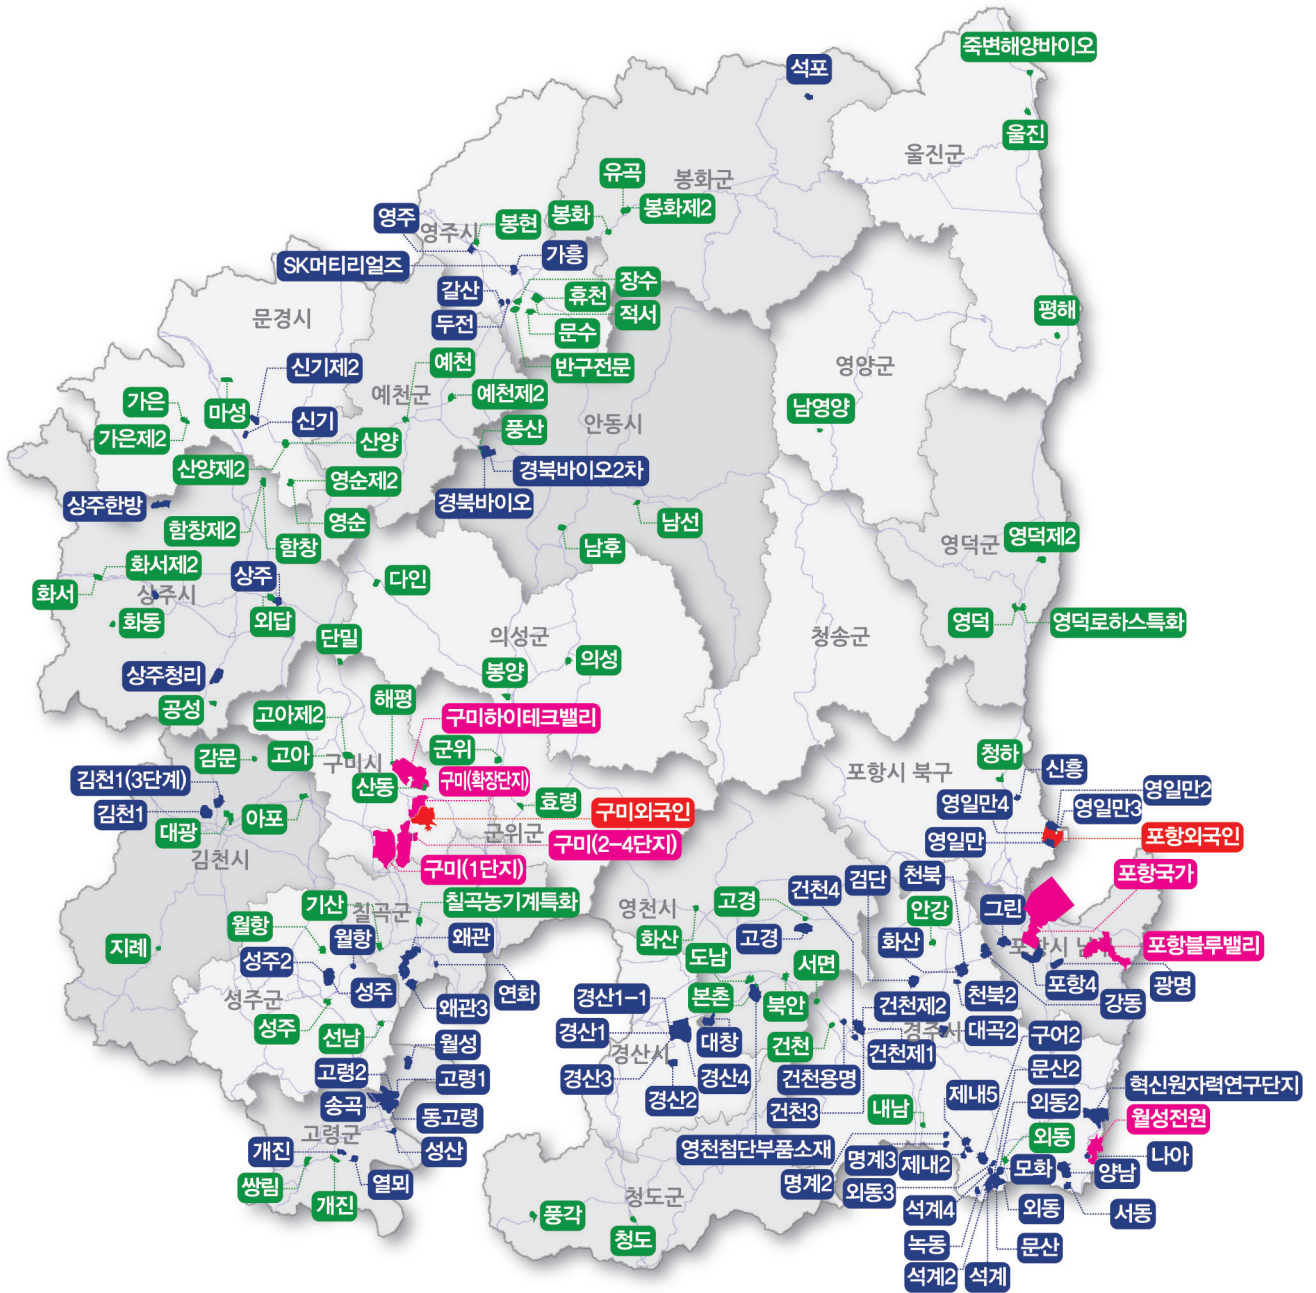 죽변해양바이오
석포
울진
울진군
유곡
봉화군
봉화제2
봉화
봉현
영주
영주시
가흥
SK머티리얼즈
장수
갈산
휴천
적서
두전
문수
평해
문경시
반구전문
예천
신기제2
영양군
예천군
예천제2
가은
마성
남영양
신기
안동시
풍산
가은제2
산양
산양제2
경북바이오2차
영순제2
경북바이오
상주한방
영순
남선
함창제2
함창
남후
영덕군
영덕제2
화서제2
상주
다인
화서
상주시
화동
외답
영덕
영덕로하스특화
단밀
의성군
청송군
의성
봉양
상주청리
해평
공성
고아제2
구미하이테크밸리
군위
청하
감문
고아
구미시
신흥
포항시 북구
김천1(3단계)
산동
구미(확장단지)
영일만2
영일만4
영일만3
김천1
아포
효령
구미외국인
대광
군위군
영일만
포항외국인
구미(2-4단지)
김천시
구미(1단지)
포항국가
천북
검단
건천4
칠곡농기계특화
고경
기산
칠곡군
영천시
안강
그린
월항
월항
왜관
화산
고경
화산
포항시 남구
포항블루밸리
지례
도남
서면
성주2
성주
연화
포항4
광명
성주군
왜관3
경산1-1
본촌
북안
건천제2
천북2
강동
성주
선남
경산1
대창
건천
경주시
대곡2
구어2
월성
경산시
건천제1
문산2
고령2
고령1
경산3
경산4
건천용명
제내5
혁신원자력연구단지
송곡
동고령
경산2
건천3
내남
외동2
월성전원
고령군
외동
개진
성산
영천첨단부품소재
명계3
제내2
모화
나아
양남
쌍림
열뫼
명계2
외동3
개진
청도군
석계4
외동
서동
풍각
청도
녹동
문산
석계2
석계